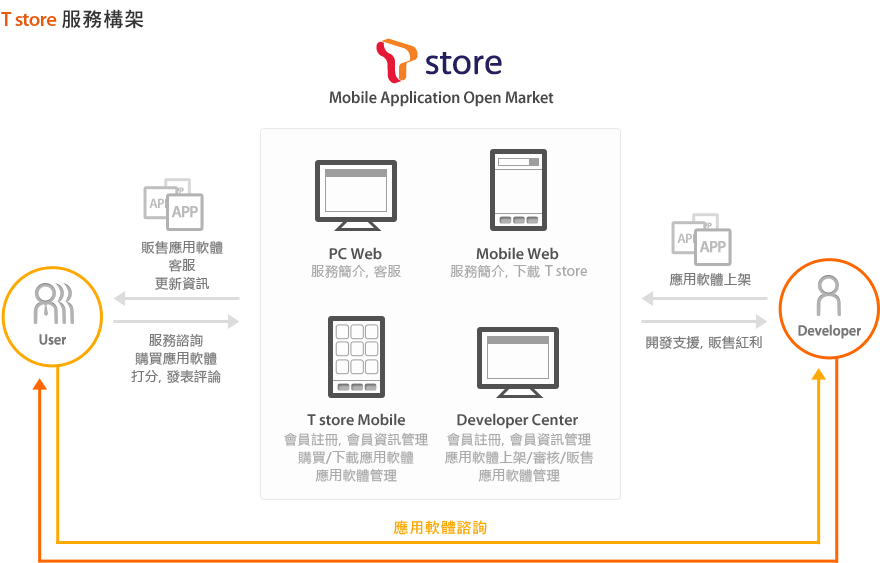 T store 服務構架
T store
Mobile Application Open Market
APP
APP
PP
販售應用軟體
客服
更新資訊
User
服務諮詢
購買應用軟體
打分, 發表評論
PC Web
服務簡介, 客服
Mobile Web
服務簡介, 下載 T store
T store Mobile
會員註冊, 會員資訊管理
購買/下載應用軟體
應用軟體管理
Developer Center
會員註冊, 會員資訊管理
應用軟體上架/審核/販售
應用軟體管理
APP
APP
PP
應用軟體上架
開發支援, 販售紅利
Developer
應用軟體諮詢